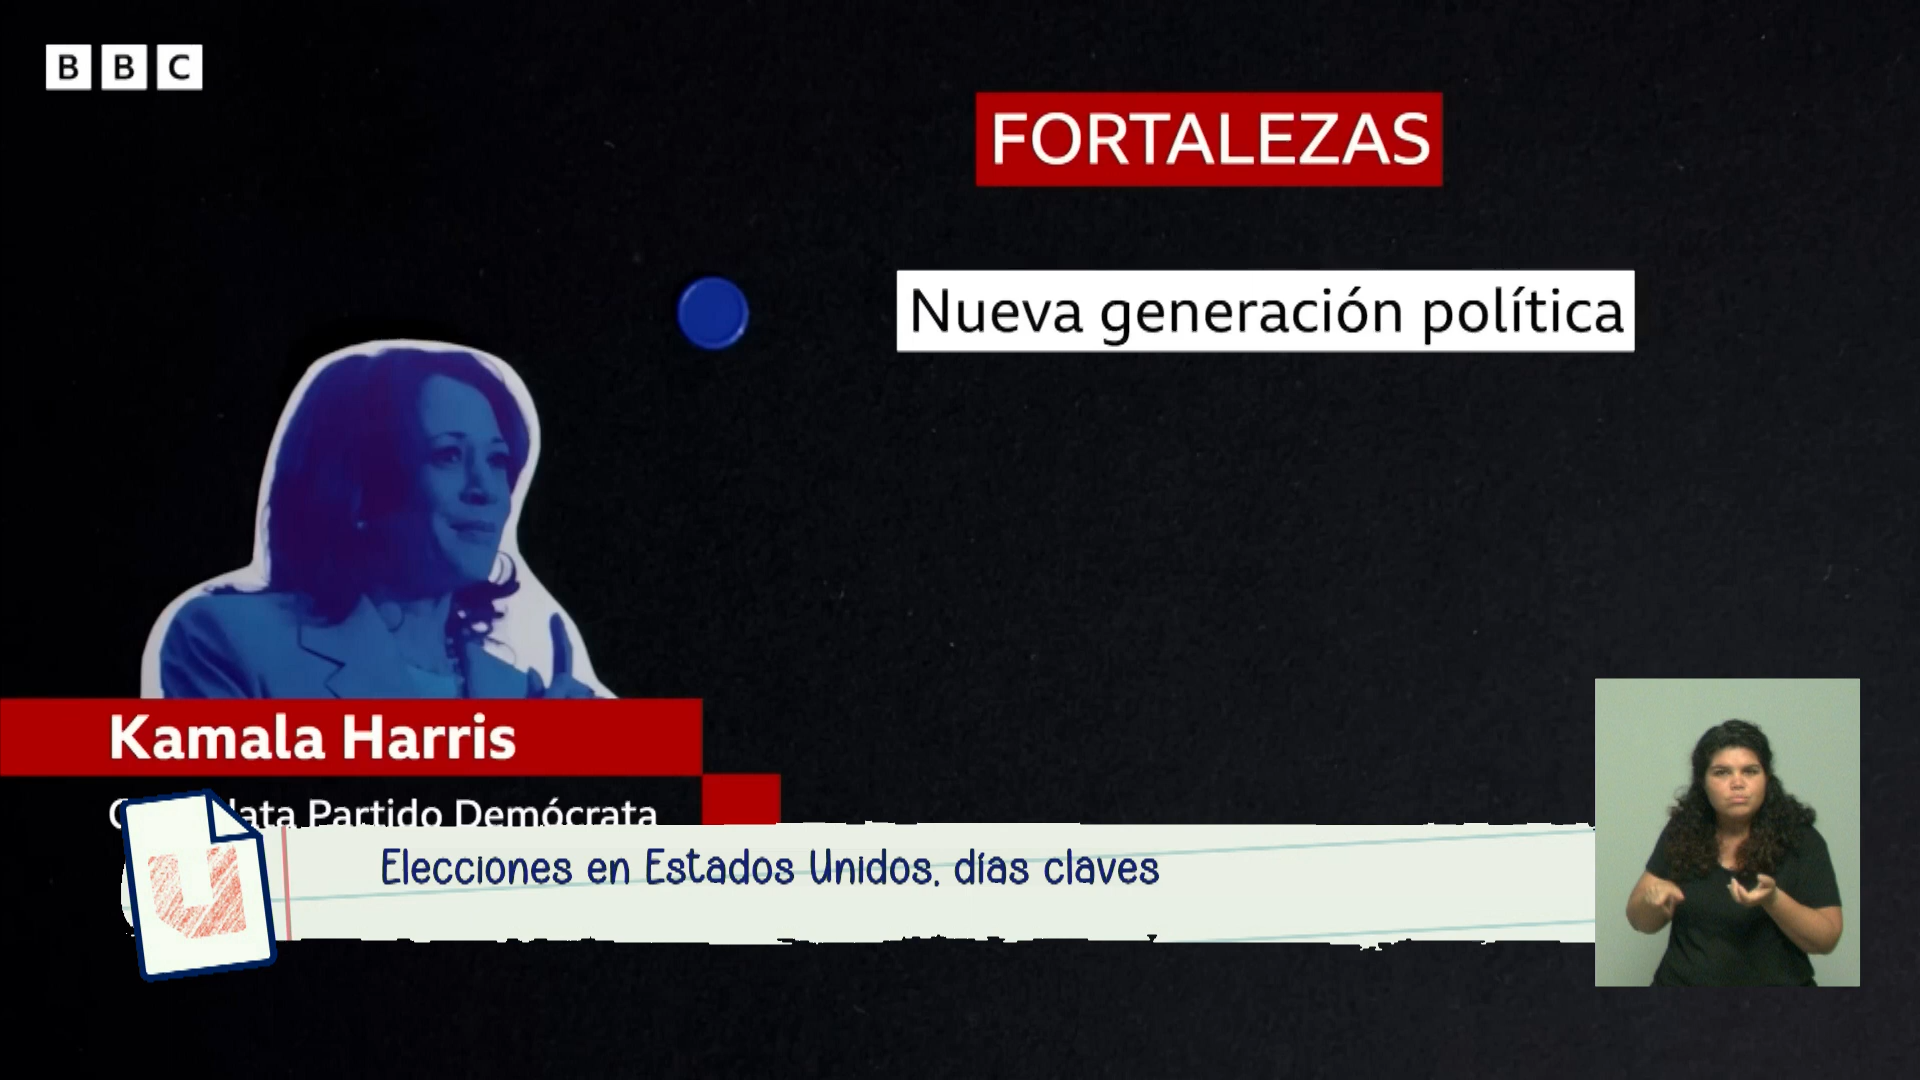 BBC
FORTALEZAS
Nueva generación política
Kamala Harris
Partido Demócrata
Elecciones en Estados Unidos, días claves
U